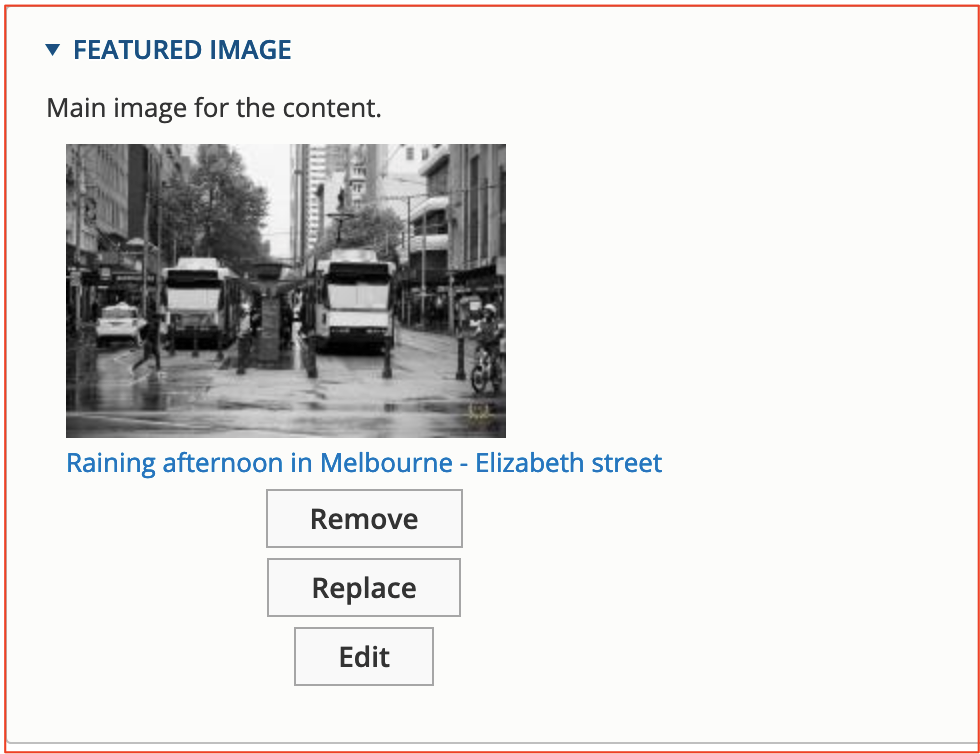 FEATURED IMAGE
Main image for the content.
Raining afternoon in Melbourne - Elizabeth street
Remove
Replace
Edit